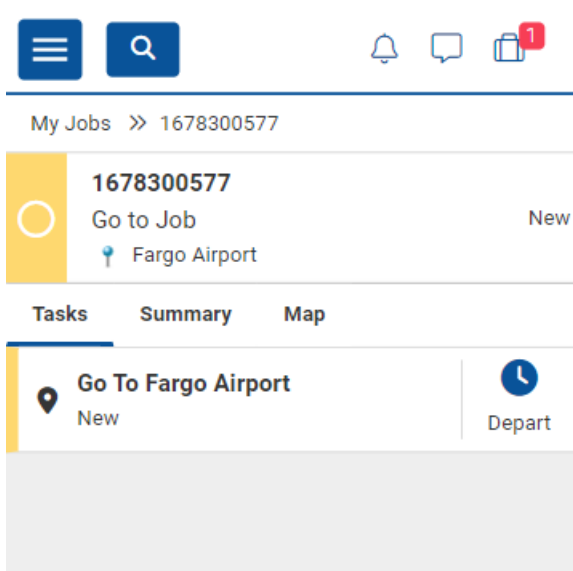 1
My Jobs >> 1678300577
1678300577
Go to Job
New
Fargo Airport
Tasks Summary Map
Go To Fargo Airport
New
Depart